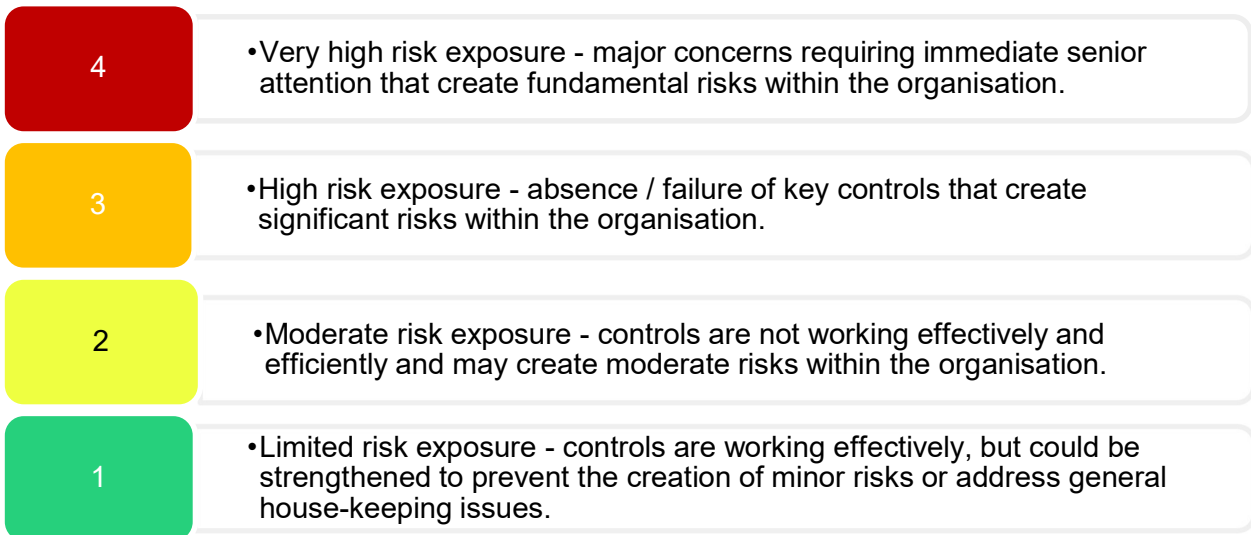 4
•Very high risk exposure - major concerns requiring immediate senior
attention that create fundamental risks within the organisation.
3
•High risk exposure - absence / failure of key controls that create
significant risks within the organisation.
2
•Moderate risk exposure - controls are not working effectively and
efficiently and may create moderate risks within the organisation.
1
•Limited risk exposure - controls are working effectively, but could be
strengthened to prevent the creation of minor risks or address general
house-keeping issues.